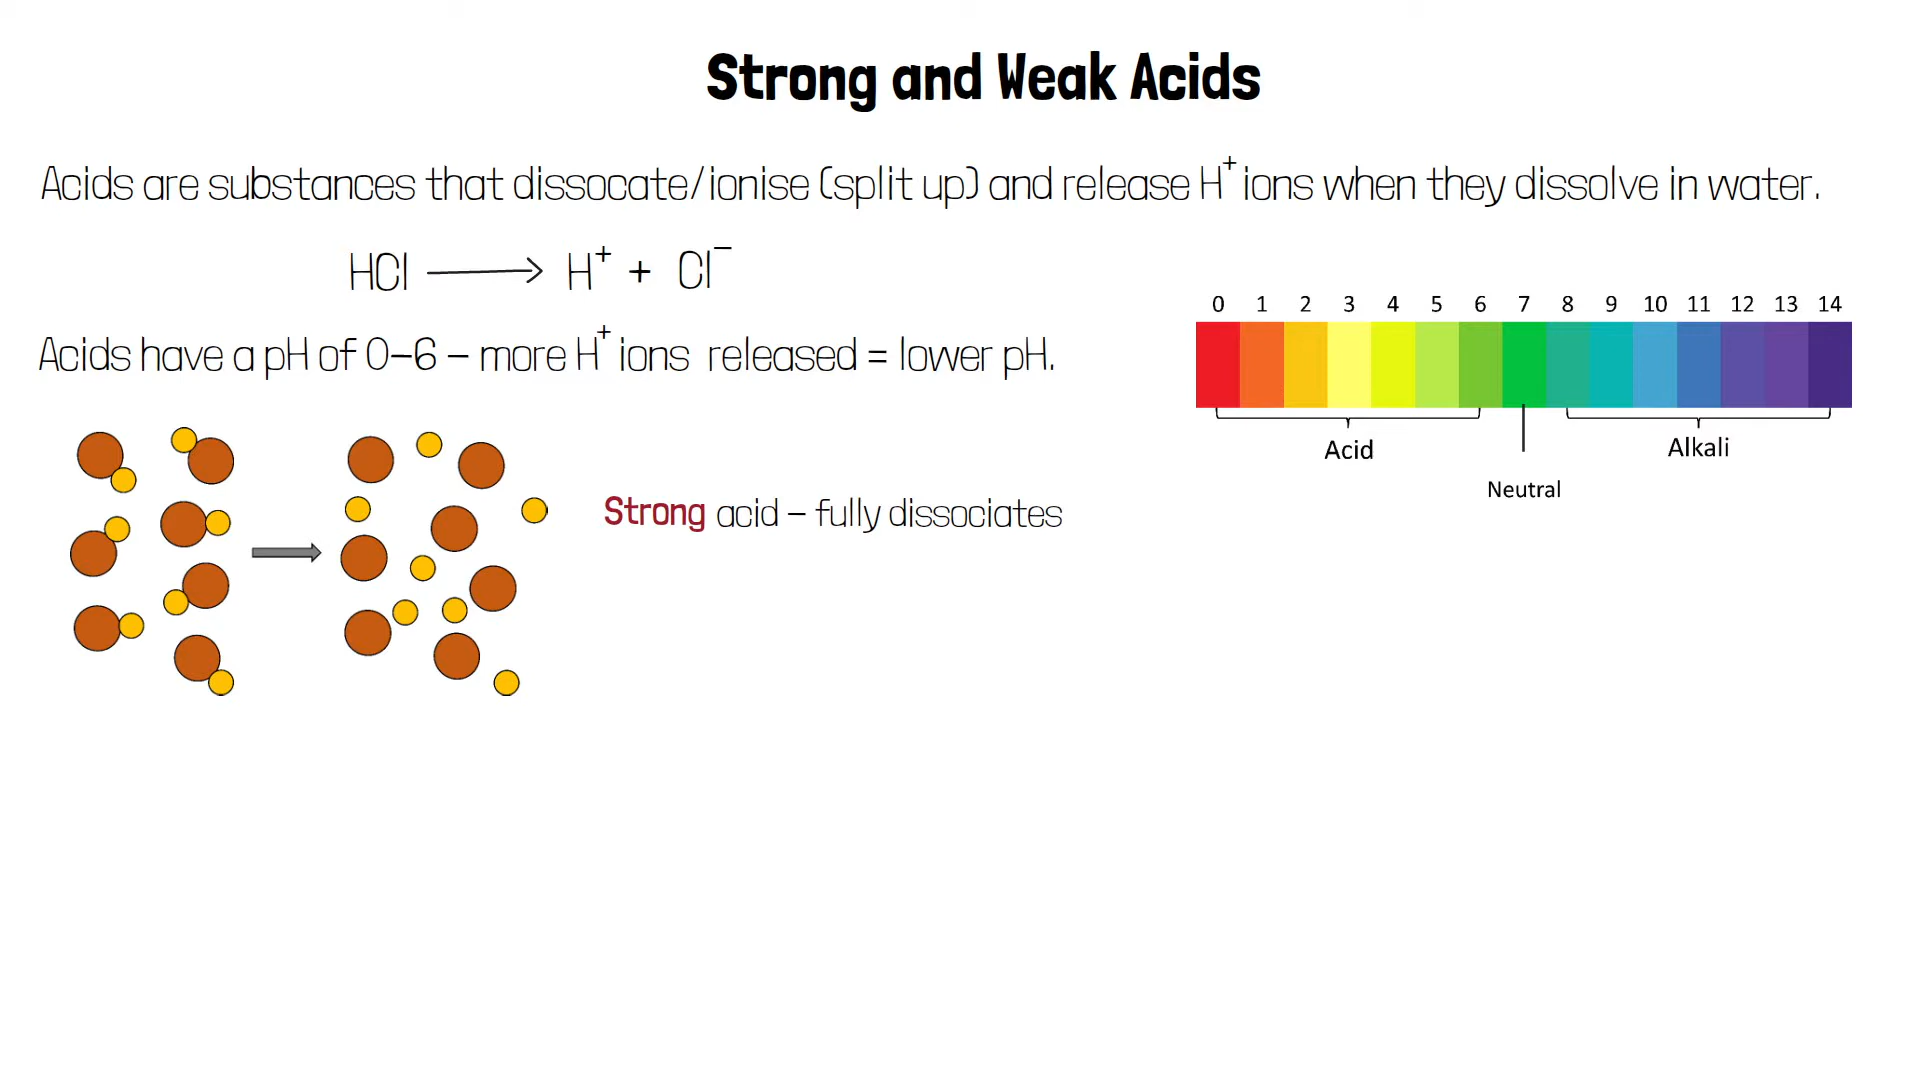 Strong and Weak Acids
Acids are substances that dissocate/ionise (split up) and release H⁺ ions when they dissolve in water.
HCl ⟶ H⁺ + Cl⁻
Acids have a pH of 0-6 – more H⁺ ions released = lower pH.
0 1 2 3 4 5 6 7 8 9 10 11 12 13 14
Acid
Alkali
Neutral
Strong acid – fully dissociates